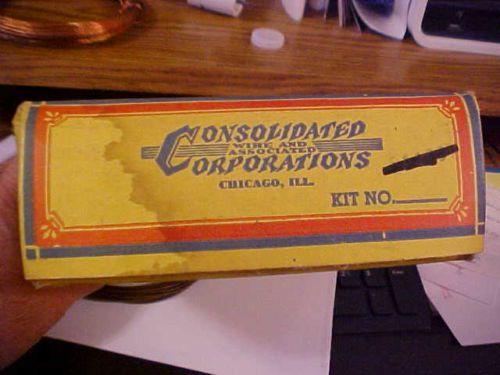 CONSOLIDATED
WIRE AND
ASSOCIATED
CORPORATIONS
CHICAGO, ILL.
KIT NO.